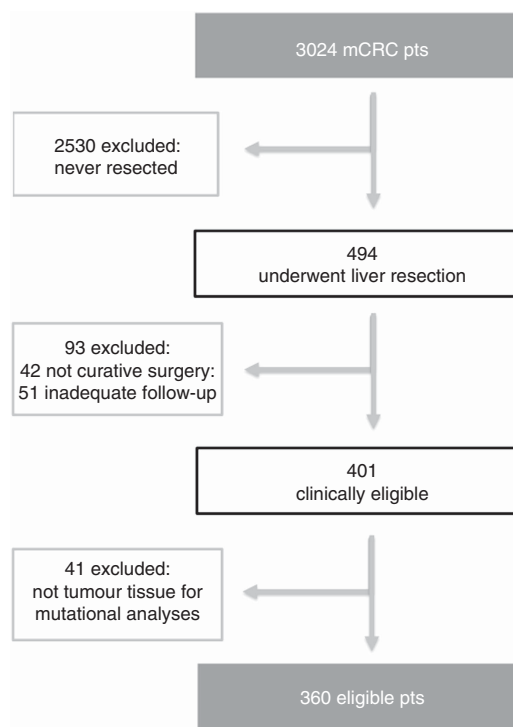 3024 mCRC pts
2530 excluded:
never resected
494
underwent liver resection
93 excluded:
42 not curative surgery:
51 inadequate follow-up
401
clinically eligible
41 excluded:
not tumour tissue for
mutational analyses
360 eligible pts